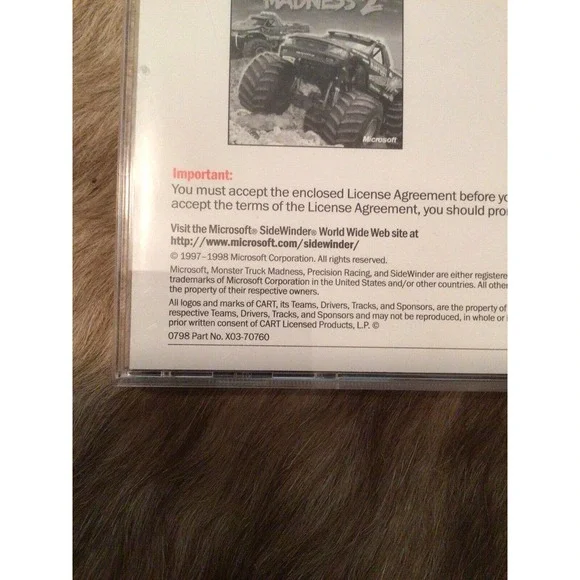 MADNESS 2
Microsoft
Important:
You must accept the enclosed License Agreement before yo
accept the terms of the License Agreement, you should pro
Visit the Microsoft® SideWinder® World Wide Web site at
http://www.microsoft.com/sidewinder/
© 1997–1998 Microsoft Corporation. All rights reserved.
Microsoft, Monster Truck Madness, Precision Racing, and SideWinder are either registere
trademarks of Microsoft Corporation in the United States and/or other countries. All other
the property of their respective owners.
All logos and marks of CART, its Teams, Drivers, Tracks, and Sponsors, are the property of
respective Teams, Drivers, Tracks and Sponsors and may not be reproduced, in whole or i
prior written consent of CART Licensed Products, L.P. ©
0798 Part No. X03-70760